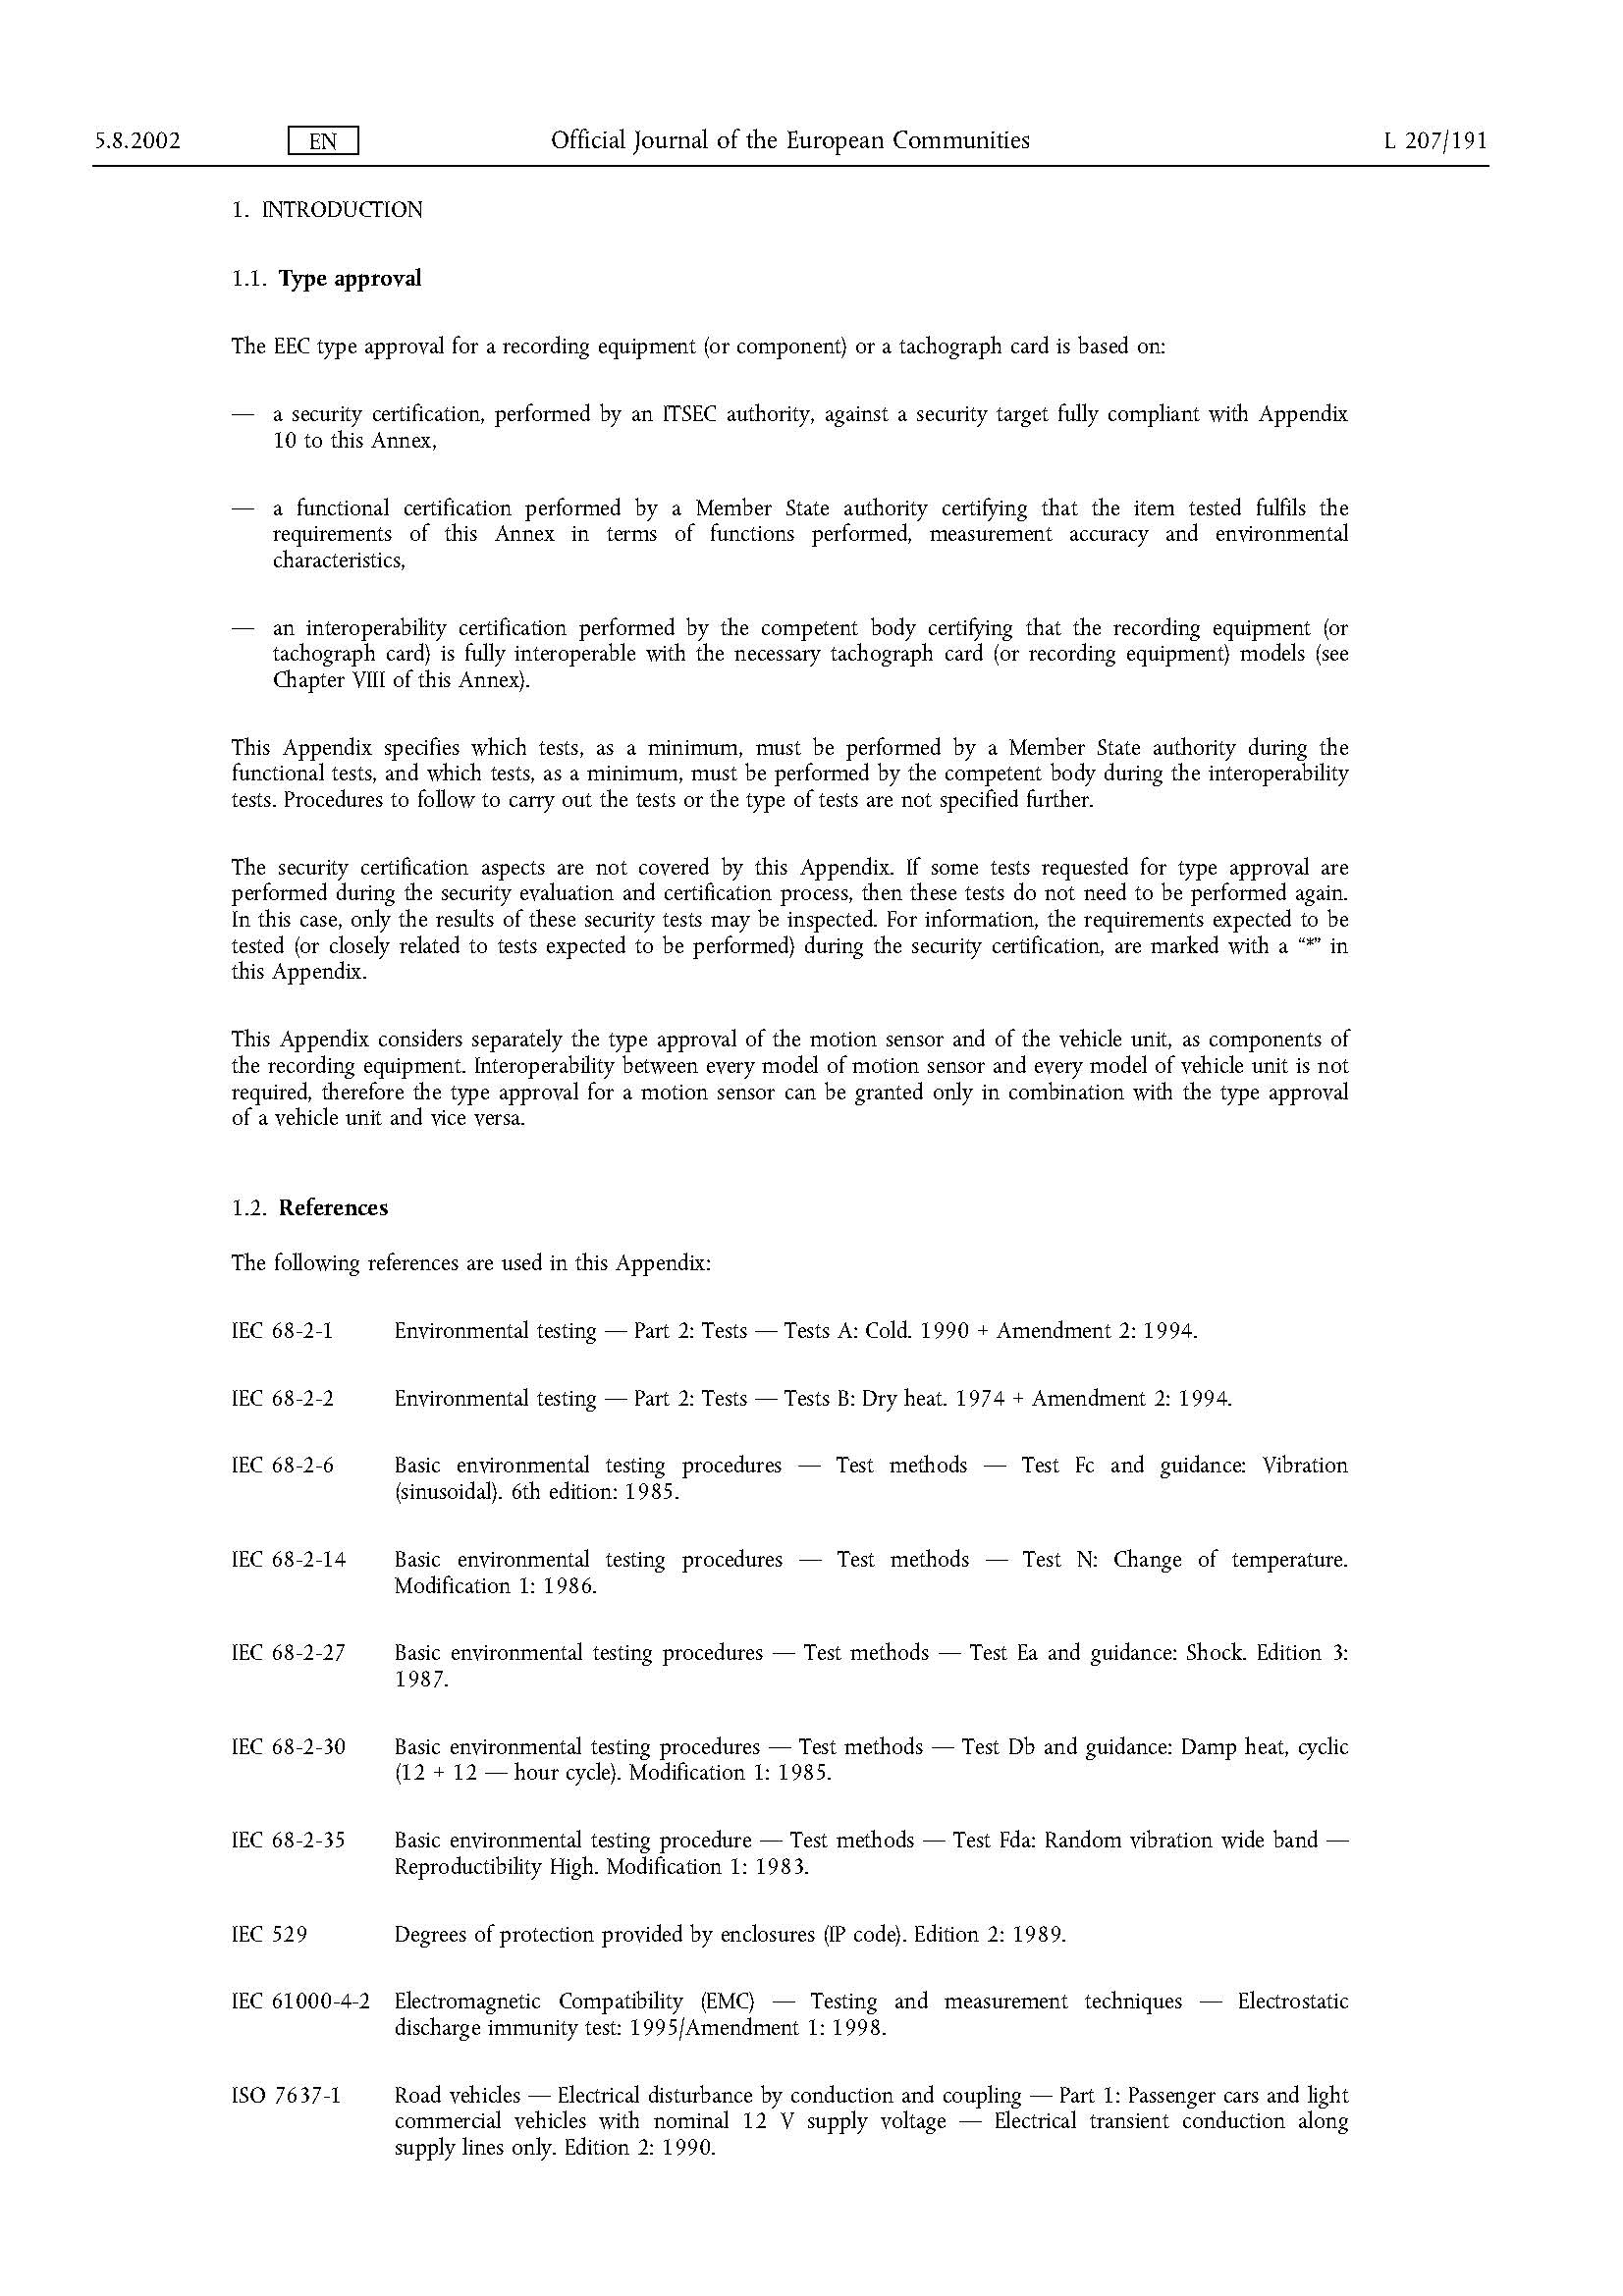 5.8.2002 EN Official Journal of the European Communities L 207/191
1. INTRODUCTION
1.1. Type approval
The EEC type approval for a recording equipment (or component) or a tachograph card is based on:
— a security certification, performed by an ITSEC authority, against a security target fully compliant with Appendix
10 to this Annex,
— a functional certification performed by a Member State authority certifying that the item tested fulfils the
requirements of this Annex in terms of functions performed, measurement accuracy and environmental
characteristics,
— an interoperability certification performed by the competent body certifying that the recording equipment (or
tachograph card) is fully interoperable with the necessary tachograph card (or recording equipment) models (see
Chapter VIII of this Annex).
This Appendix specifies which tests, as a minimum, must be performed by a Member State authority during the
functional tests, and which tests, as a minimum, must be performed by the competent body during the interoperability
tests. Procedures to follow to carry out the tests or the type of tests are not specified further.
The security certification aspects are not covered by this Appendix. If some tests requested for type approval are
performed during the security evaluation and certification process, then these tests do not need to be performed again.
In this case, only the results of these security tests may be inspected. For information, the requirements expected to be
tested (or closely related to tests expected to be performed) during the security certification, are marked with a “*” in
this Appendix.
This Appendix considers separately the type approval of the motion sensor and of the vehicle unit, as components of
the recording equipment. Interoperability between every model of motion sensor and every model of vehicle unit is not
required, therefore the type approval for a motion sensor can be granted only in combination with the type approval
of a vehicle unit and vice versa.
1.2. References
The following references are used in this Appendix:
IEC 68-2-1 Environmental testing — Part 2: Tests — Tests A: Cold. 1990 + Amendment 2: 1994.
IEC 68-2-2 Environmental testing — Part 2: Tests — Tests B: Dry heat. 1974 + Amendment 2: 1994.
IEC 68-2-6 Basic environmental testing procedures — Test methods — Test Fc and guidance: Vibration
(sinusoidal). 6th edition: 1985.
IEC 68-2-14 Basic environmental testing procedures — Test methods — Test N: Change of temperature.
Modification 1: 1986.
IEC 68-2-27 Basic environmental testing procedures — Test methods — Test Ea and guidance: Shock. Edition 3:
1987.
IEC 68-2-30 Basic environmental testing procedures — Test methods — Test Db and guidance: Damp heat, cyclic
(12 + 12 — hour cycle). Modification 1: 1985.
IEC 68-2-35 Basic environmental testing procedure — Test methods — Test Fda: Random vibration wide band —
Reproductibility High. Modification 1: 1983.
IEC 529 Degrees of protection provided by enclosures (IP code). Edition 2: 1989.
IEC 61000-4-2 Electromagnetic Compatibility (EMC) — Testing and measurement techniques — Electrostatic
discharge immunity test: 1995/Amendment 1: 1998.
ISO 7637-1 Road vehicles — Electrical disturbance by conduction and coupling — Part 1: Passenger cars and light
commercial vehicles with nominal 12 V supply voltage — Electrical transient conduction along
supply lines only. Edition 2: 1990.